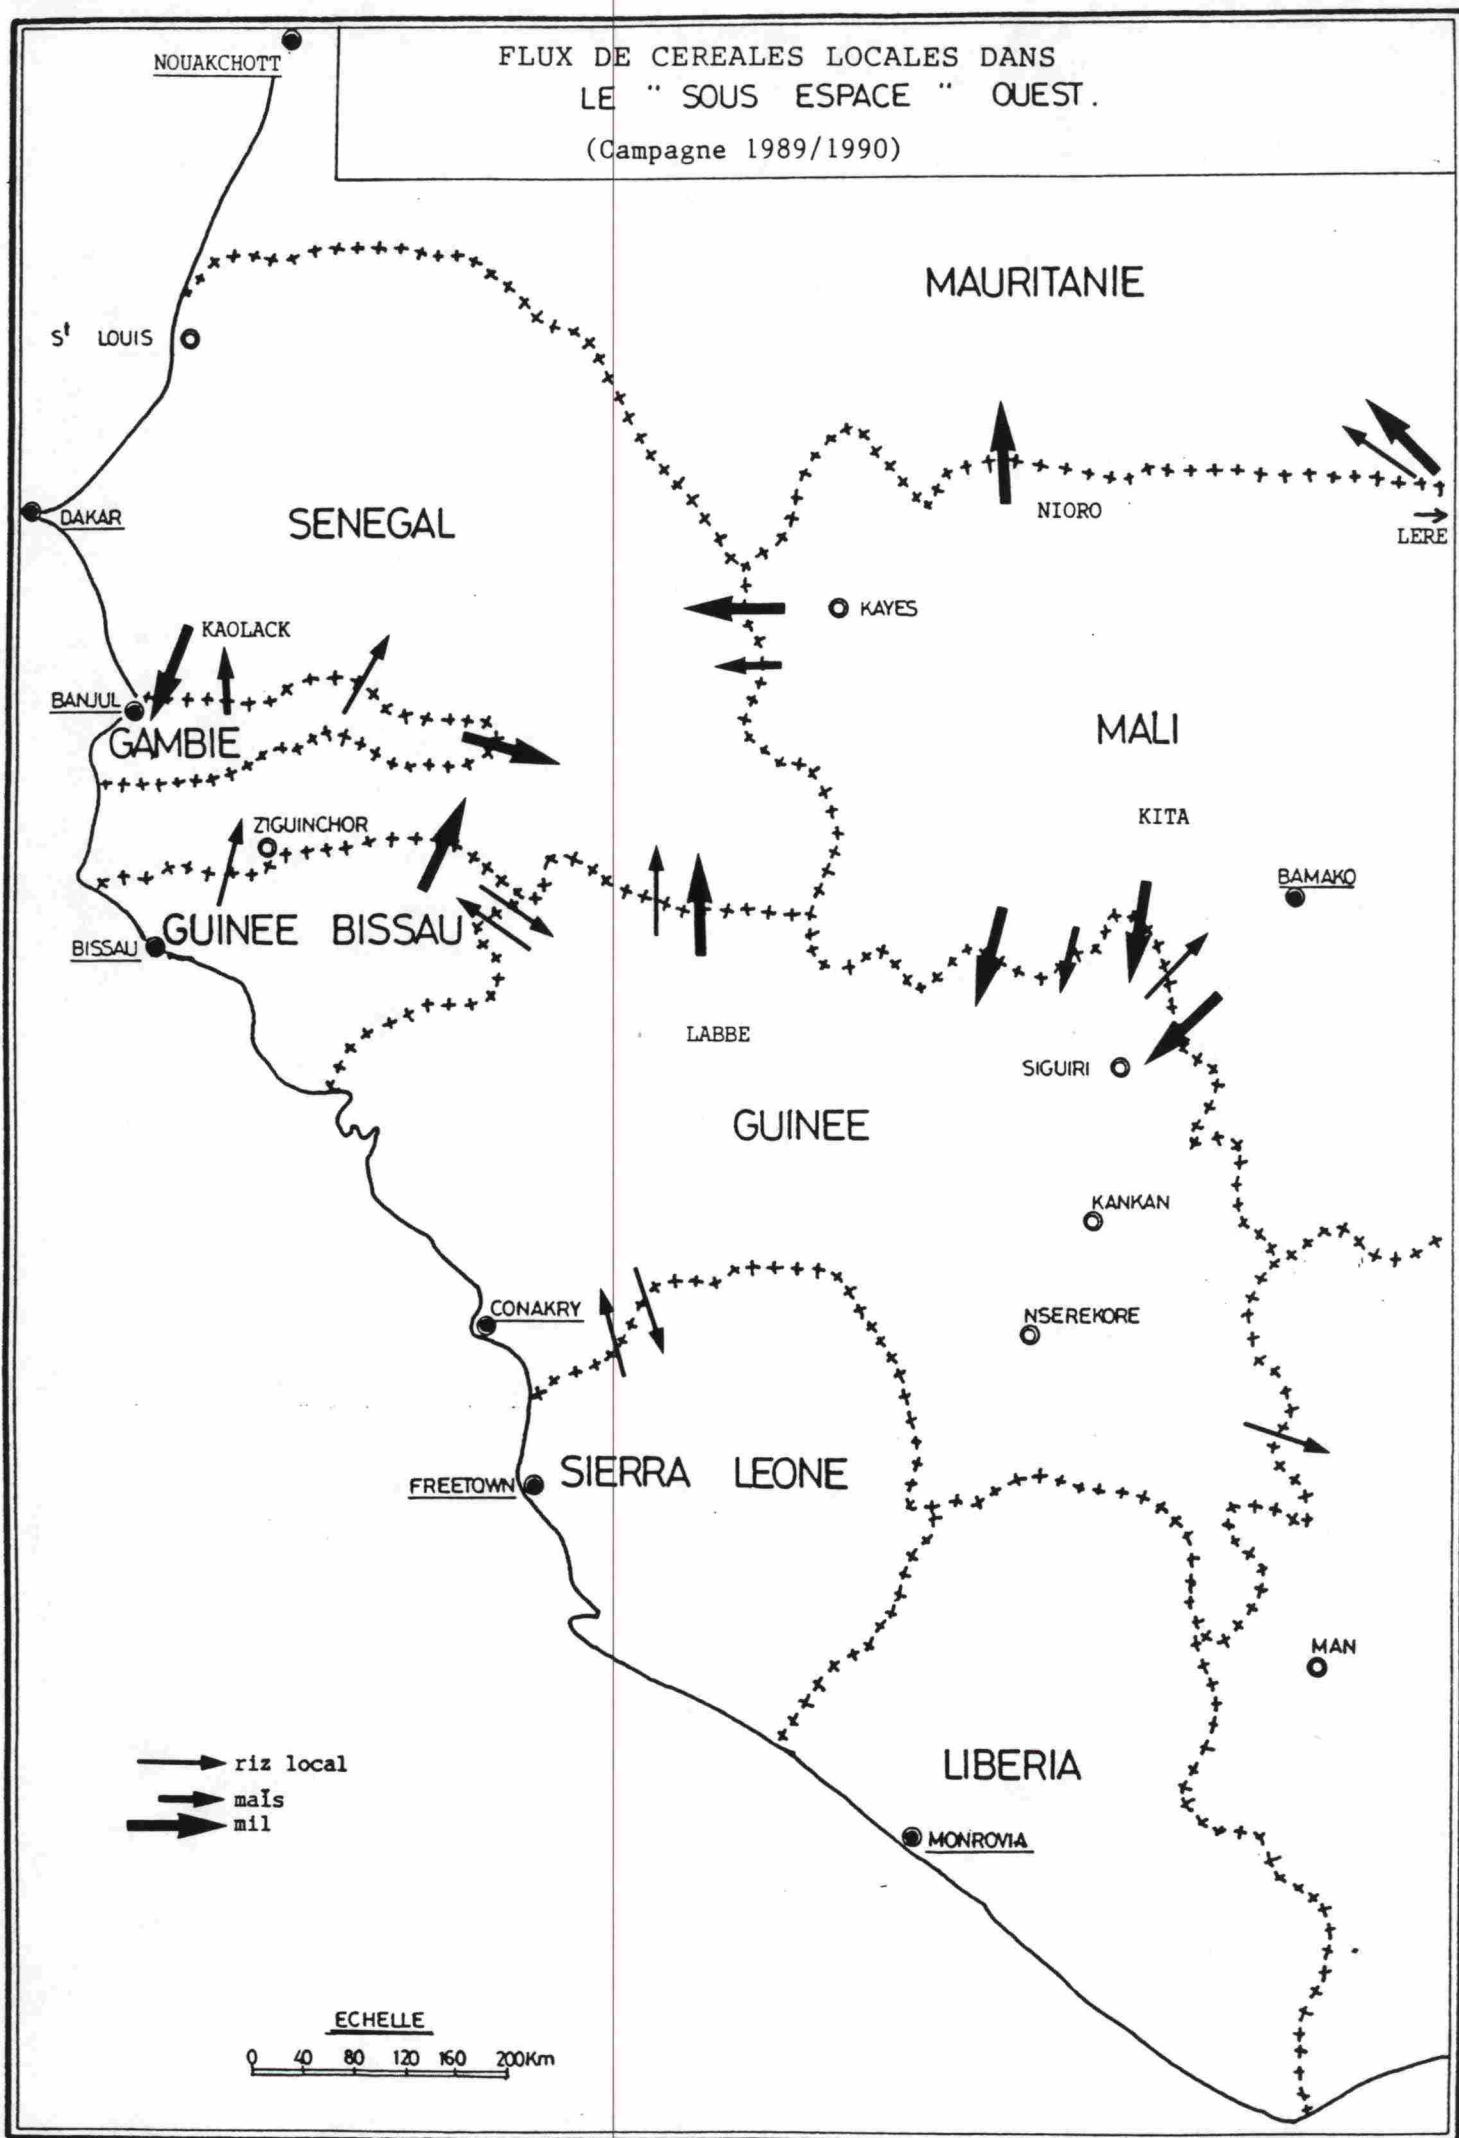 NOUAKCHOTT
FLUX DE CEREALES LOCALES DANS
LE " SOUS ESPACE " OUEST.
(Campagne 1989/1990)
MAURITANIE
St LOUIS
DAKAR
SENEGAL
NIORO
LERE
KAYES
KAOLACK
BANJUL
GAMBIE
MALI
KITA
ZIGUINCHOR
BAMAKO
GUINEE BISSAU
BISSAU
LABBE
SIGUIRI
GUINEE
KANKAN
CONAKRY
NSEREKORE
SIERRA LEONE
FREETOWN
MAN
riz local
maïs
mil
LIBERIA
MONROVIA
ECHELLE
0 40 80 120 160 200Km